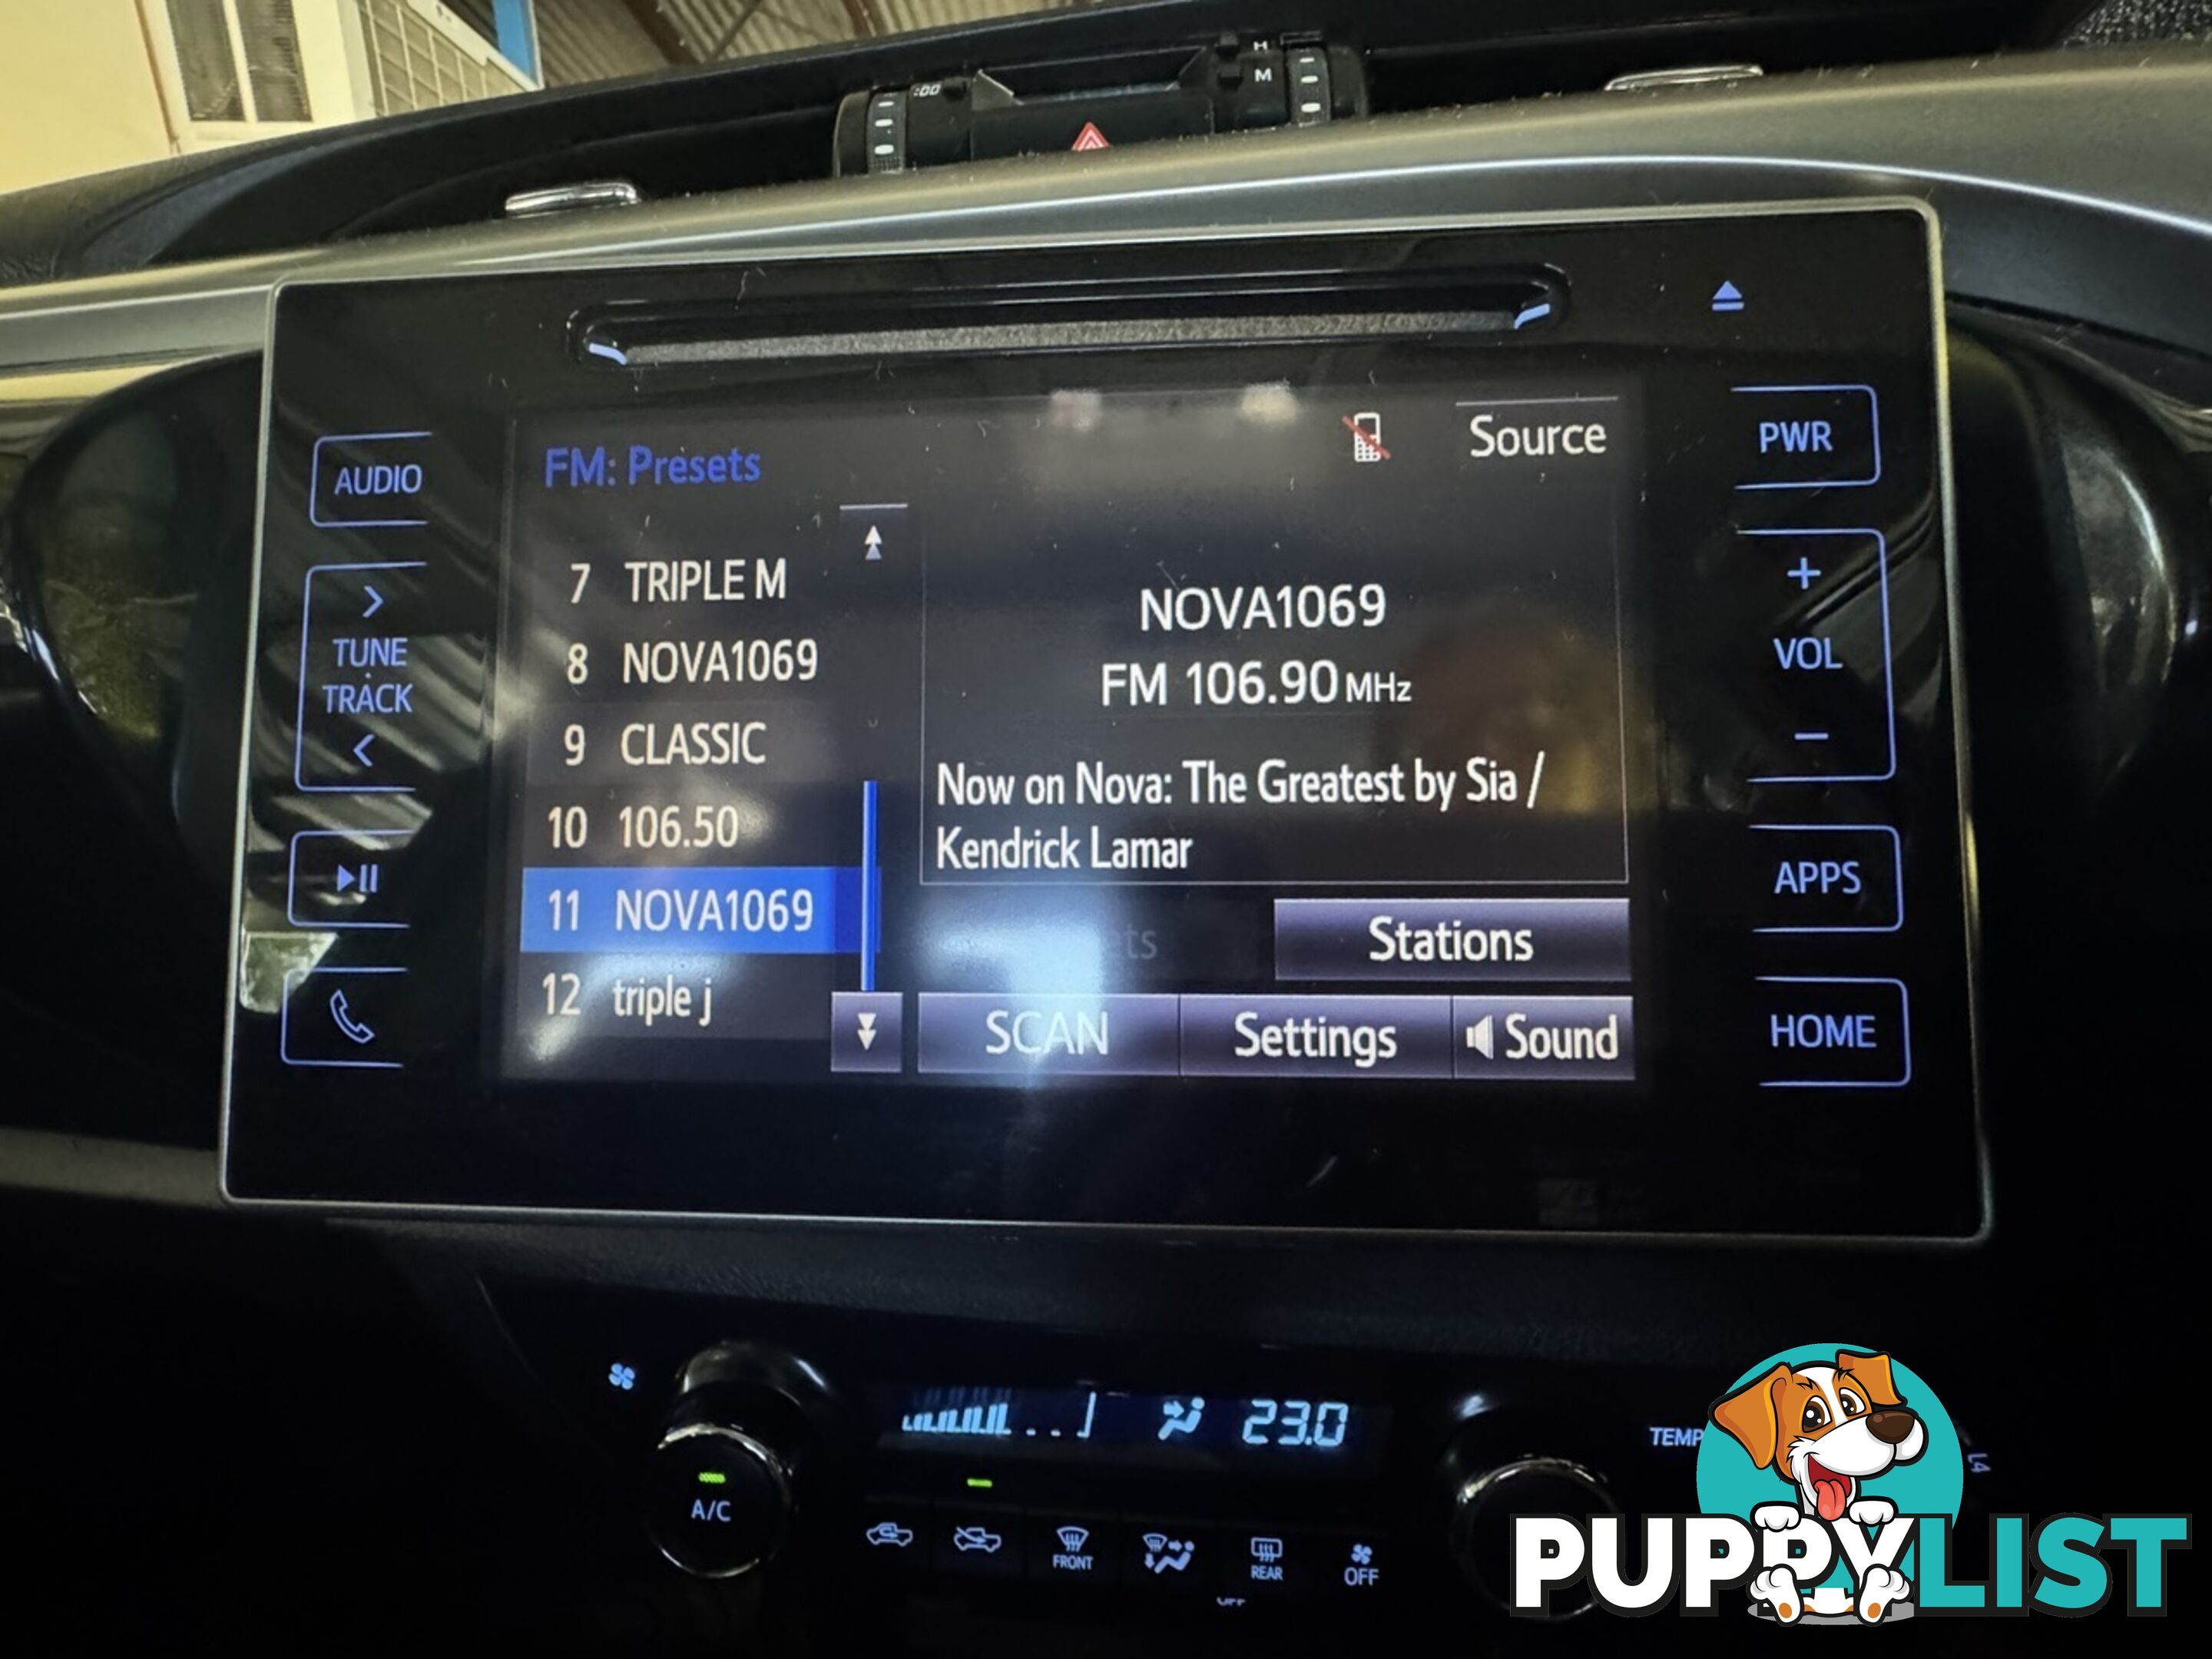 :00
H
M
AUDIO
TUNE
TRACK
FM: Presets
Source
7 TRIPLE M
8 NOVA1069
9 CLASSIC
10 106.50
11 NOVA1069
12 triple j
NOVA1069
FM 106.90 MHz
Now on Nova: The Greatest by Sia /
Kendrick Lamar
Stations
SCAN
Settings
Sound
PWR
+
VOL
−
APPS
HOME
23.0
A/C
FRONT
REAR
OFF
TEMP
PUPPYLIST